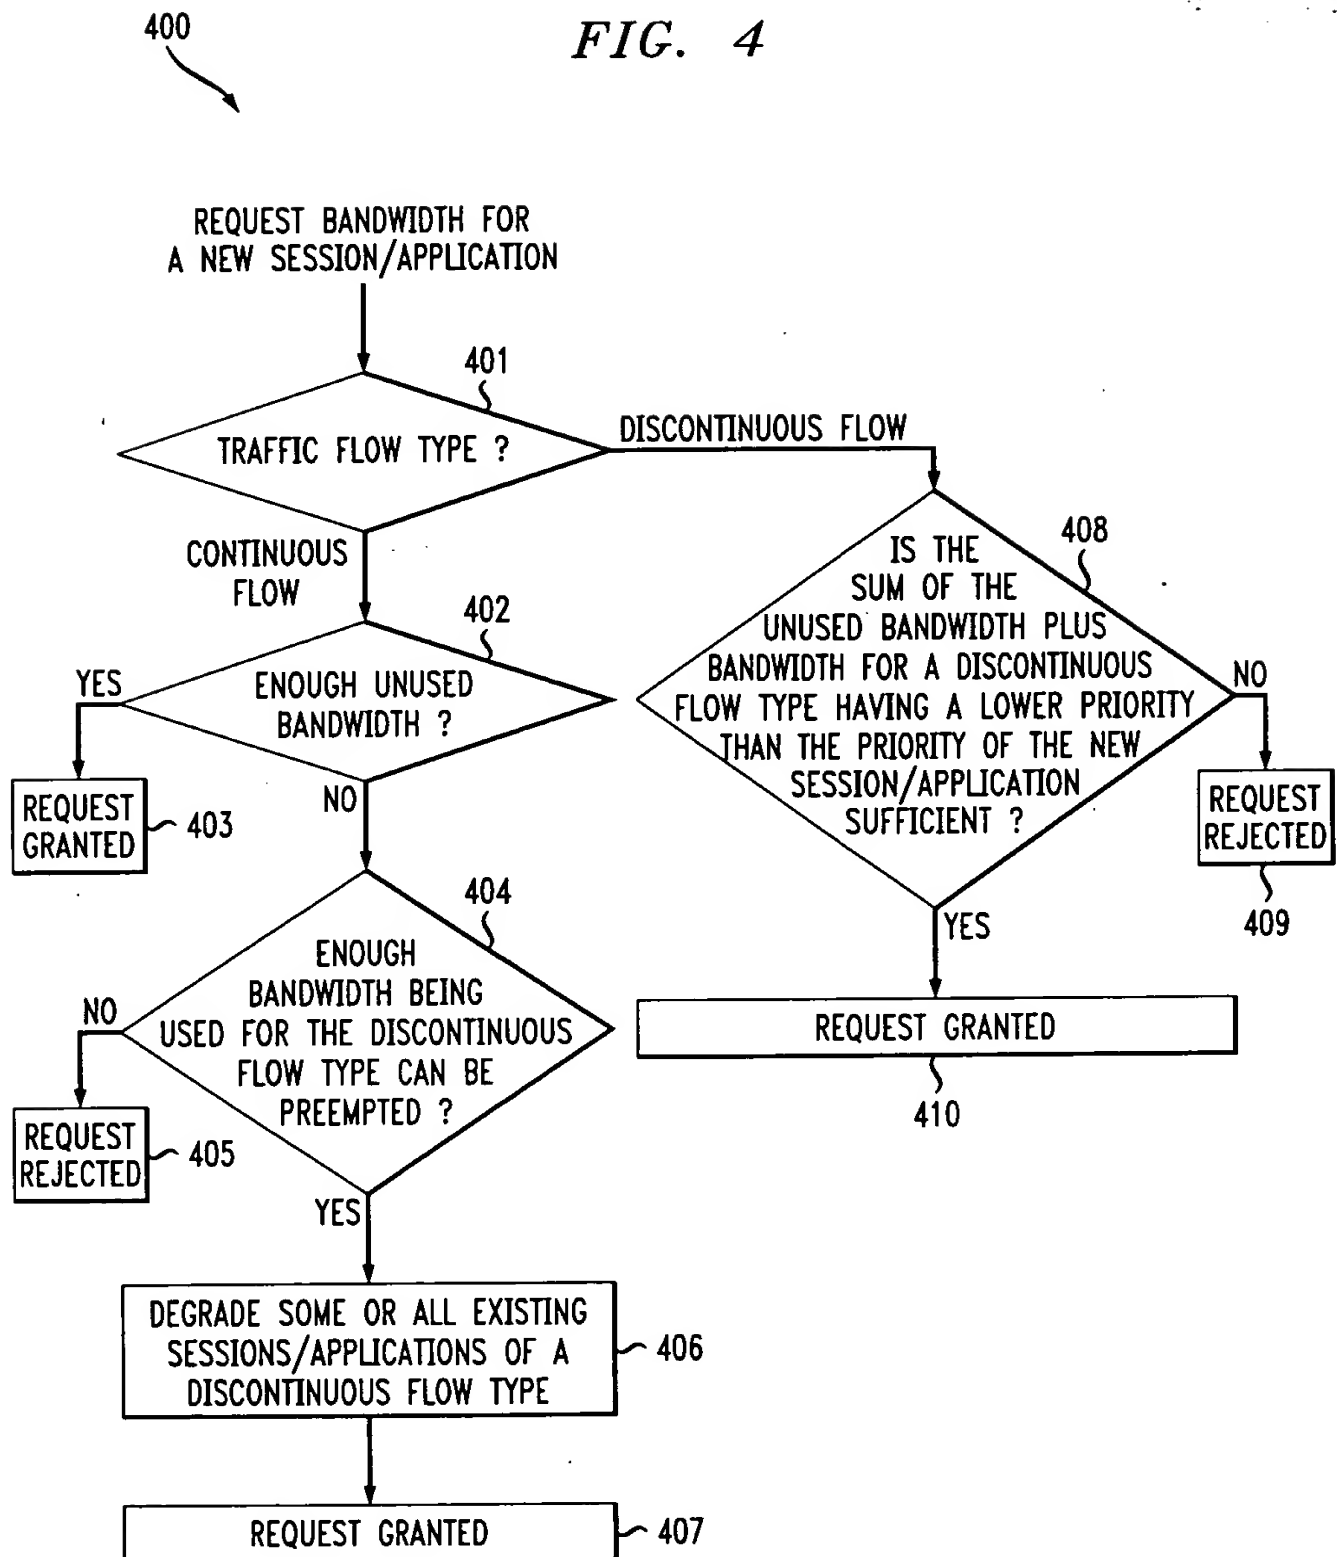 400
FIG. 4
REQUEST BANDWIDTH FOR
A NEW SESSION/APPLICATION
401
TRAFFIC FLOW TYPE ?
DISCONTINUOUS FLOW
CONTINUOUS
FLOW
402
ENOUGH UNUSED
BANDWIDTH ?
YES
REQUEST
GRANTED
403
NO
404
ENOUGH
BANDWIDTH BEING
USED FOR THE DISCONTINUOUS
FLOW TYPE CAN BE
PREEMPTED ?
NO
REQUEST
REJECTED
405
YES
DEGRADE SOME OR ALL EXISTING
SESSIONS/APPLICATIONS OF A
DISCONTINUOUS FLOW TYPE
406
REQUEST GRANTED
407
408
IS THE
SUM OF THE
UNUSED BANDWIDTH PLUS
BANDWIDTH FOR A DISCONTINUOUS
FLOW TYPE HAVING A LOWER PRIORITY
THAN THE PRIORITY OF THE NEW
SESSION/APPLICATION
SUFFICIENT ?
NO
REQUEST
REJECTED
409
YES
REQUEST GRANTED
410